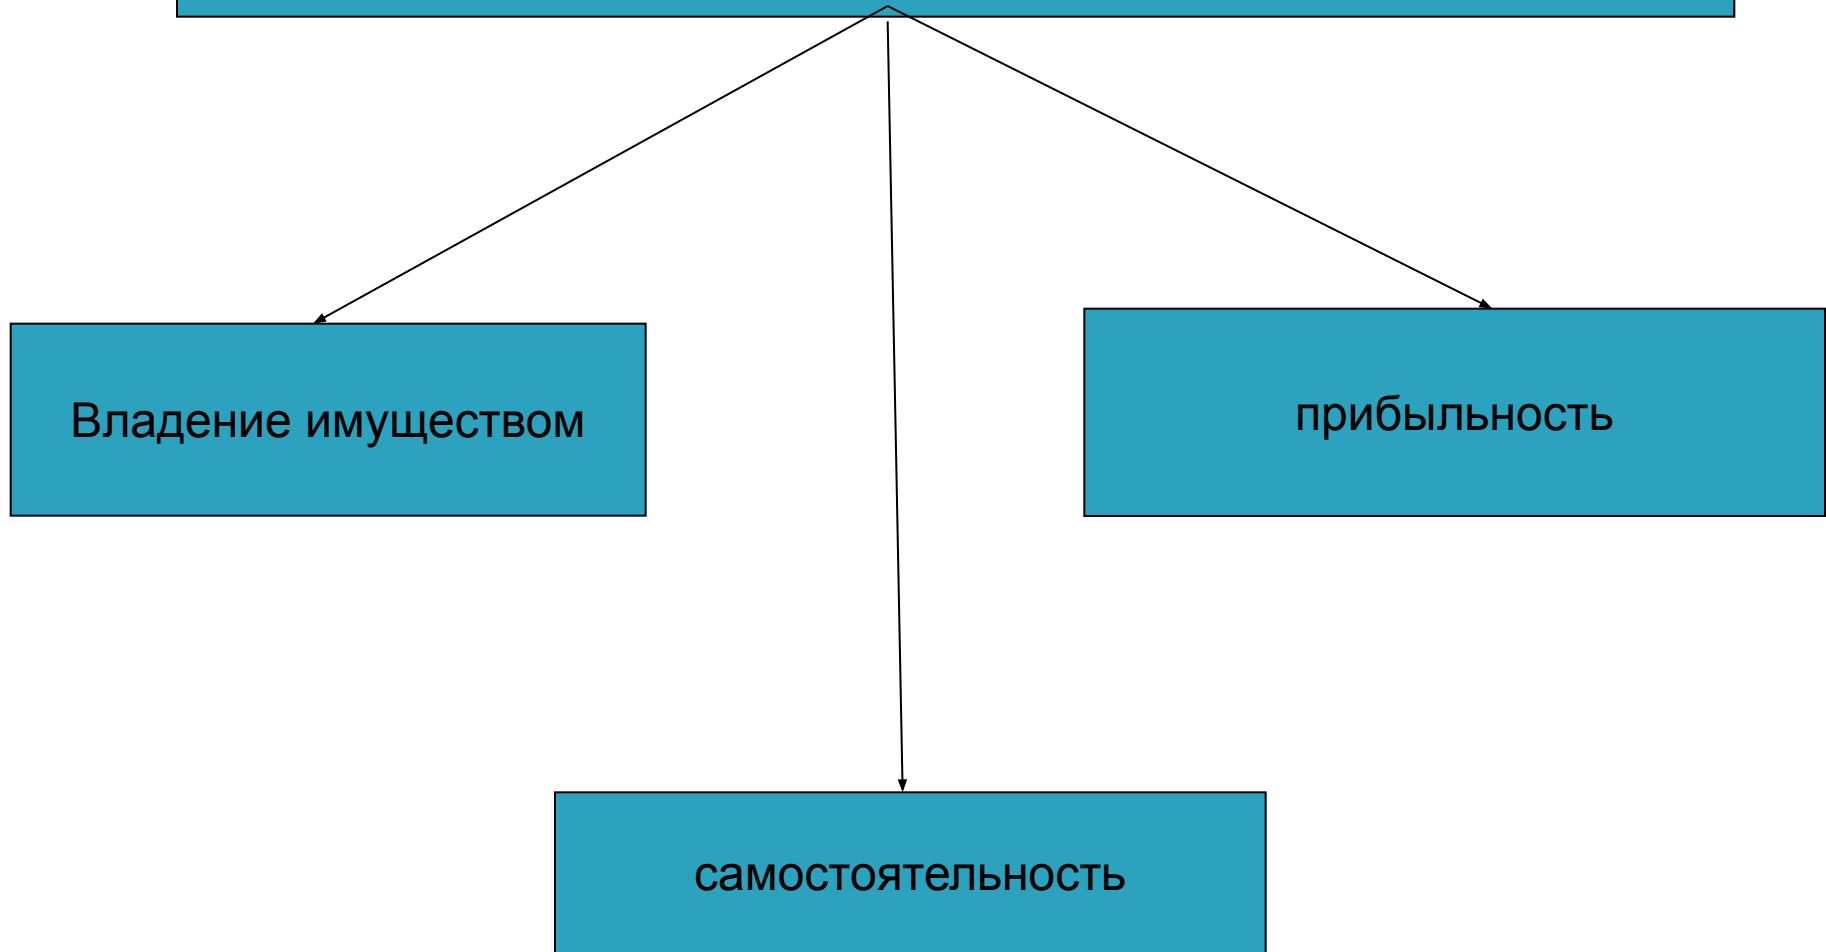 Владение имуществом
прибыльность
самостоятельность